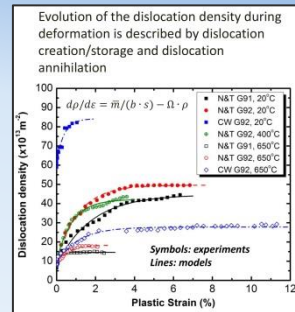 Evolution of the dislocation density during
deformation is described by dislocation
creation/storage and dislocation
annihilation
dρ/dε = m̄/(b · s) − Ω · ρ
N&T G91, 20°C
N&T G92, 20°C
CW G92, 20°C
N&T G92, 400°C
N&T G91, 650°C
N&T G92, 650°C
CW G92, 650°C
Dislocation density (x10¹³m⁻²)
100
90
80
70
60
50
40
30
20
10
0
Symbols: experiments
Lines: models
0 2 4 6 8 10 12
Plastic Strain (%)